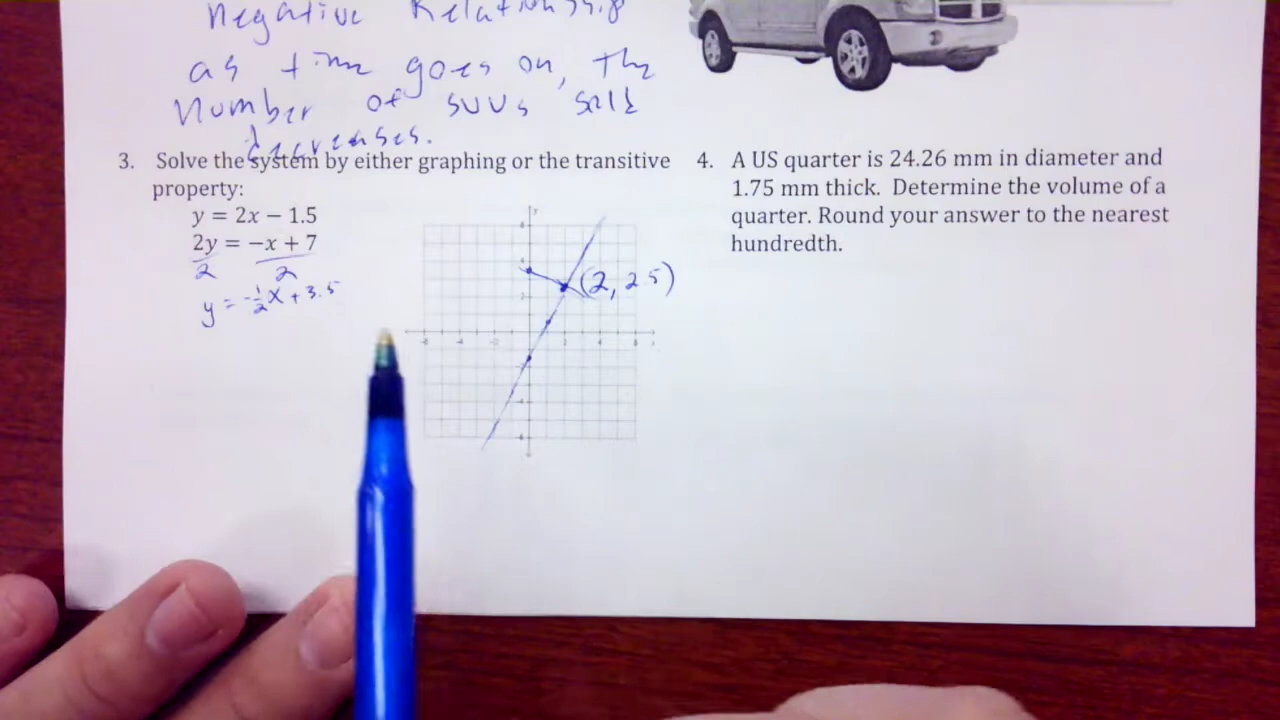 Negative Relationship
as time goes on, the
number of SUVs sold
decreases.
3. Solve the system by either graphing or the transitive
property:
y = 2x − 1.5
2y = −x + 7
2 2
y = -1/2 x + 3.5
(2, 2.5)
4. A US quarter is 24.26 mm in diameter and
1.75 mm thick. Determine the volume of a
quarter. Round your answer to the nearest
hundredth.